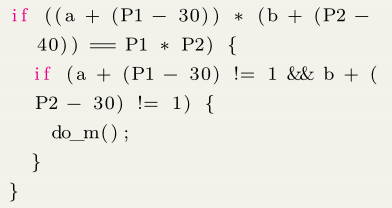 if ((a + (P1 - 30)) * (b + (P2 -
40)) == P1 * P2) {
if (a + (P1 - 30) != 1 && b + (
P2 - 30) != 1) {
do_m();
}
}